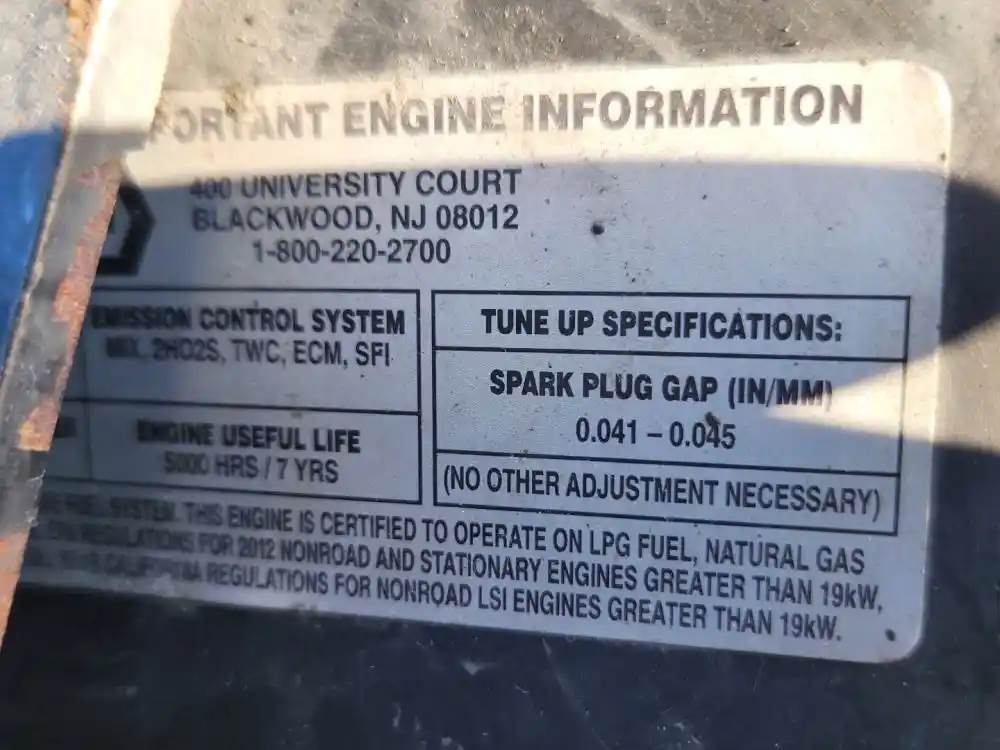 PORTANT ENGINE INFORMATION
400 UNIVERSITY COURT
BLACKWOOD, NJ 08012
1-800-220-2700
EMISSION CONTROL SYSTEM
MIX, 2HO2S, TWC, ECM, SFI
ENGINE USEFUL LIFE
5000 HRS / 7 YRS
TUNE UP SPECIFICATIONS:
SPARK PLUG GAP (IN/MM)
0.041 – 0.045
(NO OTHER ADJUSTMENT NECESSARY)
FUEL SYSTEM. THIS ENGINE IS CERTIFIED TO OPERATE ON LPG FUEL, NATURAL GAS
REGULATIONS FOR 2012 NONROAD AND STATIONARY ENGINES GREATER THAN 19kW,
CALIFORNIA REGULATIONS FOR NONROAD LSI ENGINES GREATER THAN 19kW.